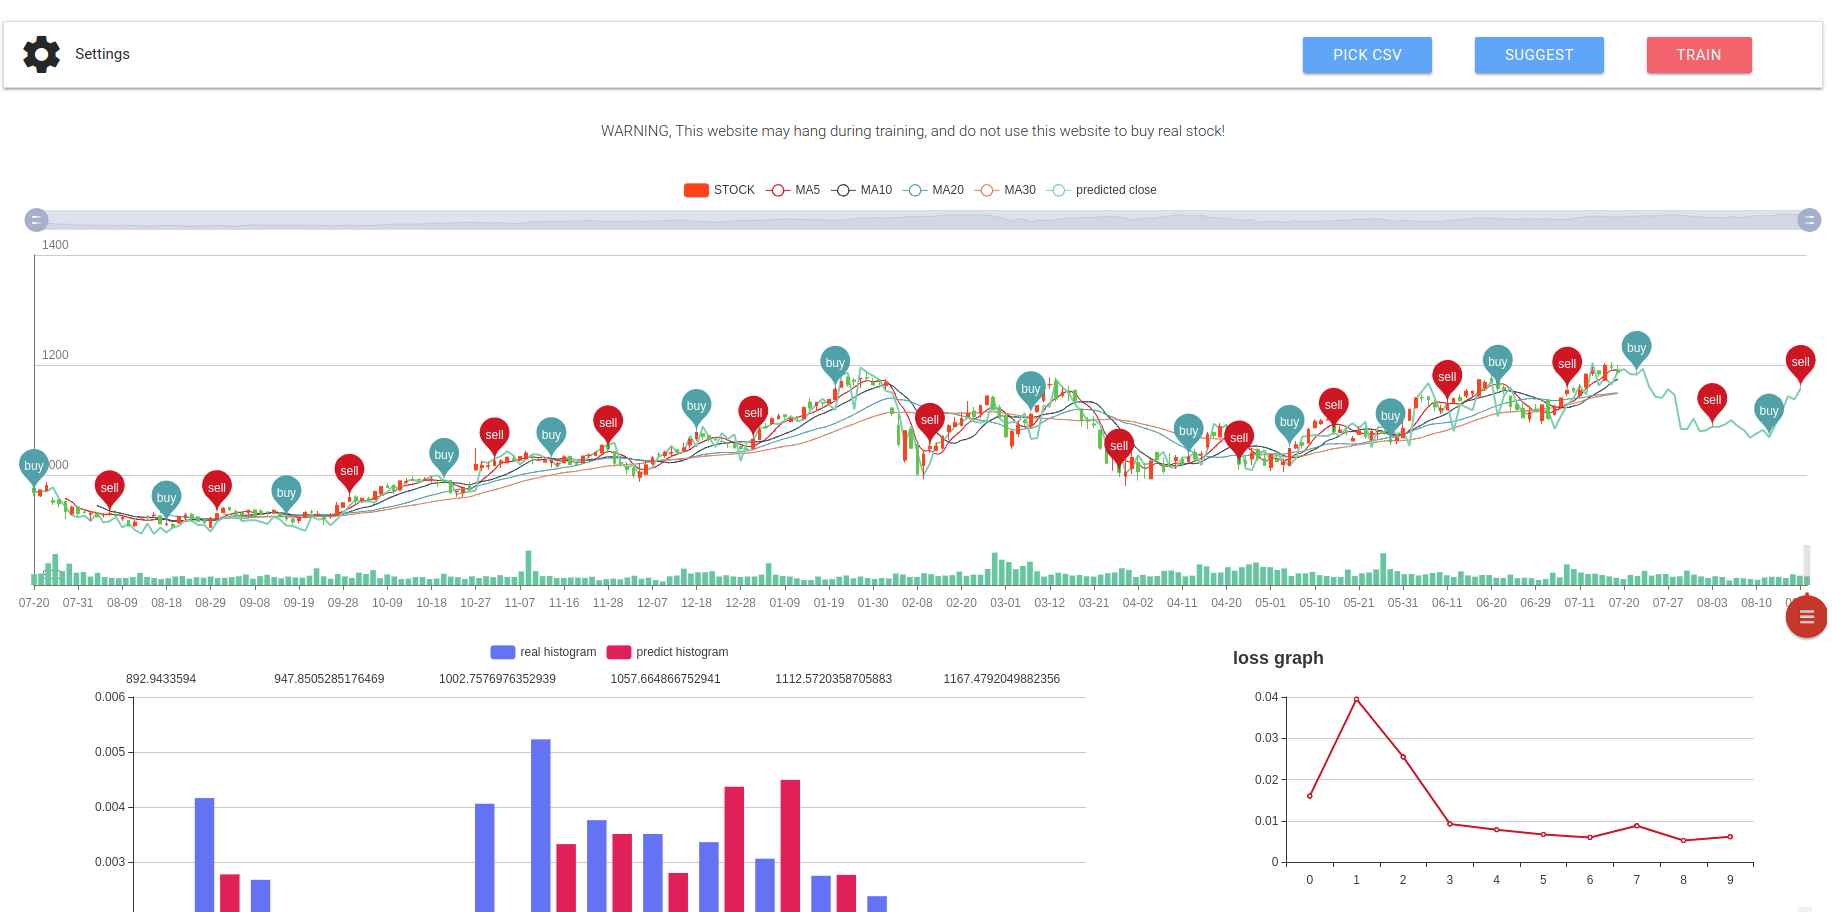 Settings
PICK CSV SUGGEST TRAIN
WARNING, This website may hang during training, and do not use this website to buy real stock!
STOCK MA5 MA10 MA20 MA30 predicted close
1400
1200
buy sell buy sell buy sell buy sell buy sell buy sell buy buy sell buy sell buy sell buy sell buy sell buy sell buy sell buy sell
07-20 07-31 08-09 08-18 08-29 09-08 09-19 09-28 10-09 10-18 10-27 11-07 11-16 11-28 12-07 12-18 12-28 01-09 01-19 01-30 02-08 02-20 03-01 03-12 03-21 04-02 04-11 04-20 05-01 05-10 05-21 05-31 06-11 06-20 06-29 07-11 07-20 07-27 08-03 08-10
real histogram predict histogram
892.9433594 947.8505285176469 1002.7576976352939 1057.664866752941 1112.5720358705883 1167.4792049882356
0.006
0.005
0.004
0.003
loss graph
0.04
0.03
0.02
0.01
0
0 1 2 3 4 5 6 7 8 9